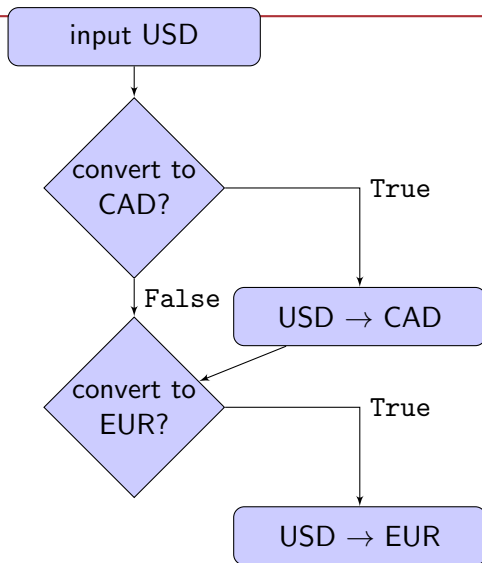 input USD
convert to
CAD?
True
False
USD → CAD
convert to
EUR?
True
USD → EUR